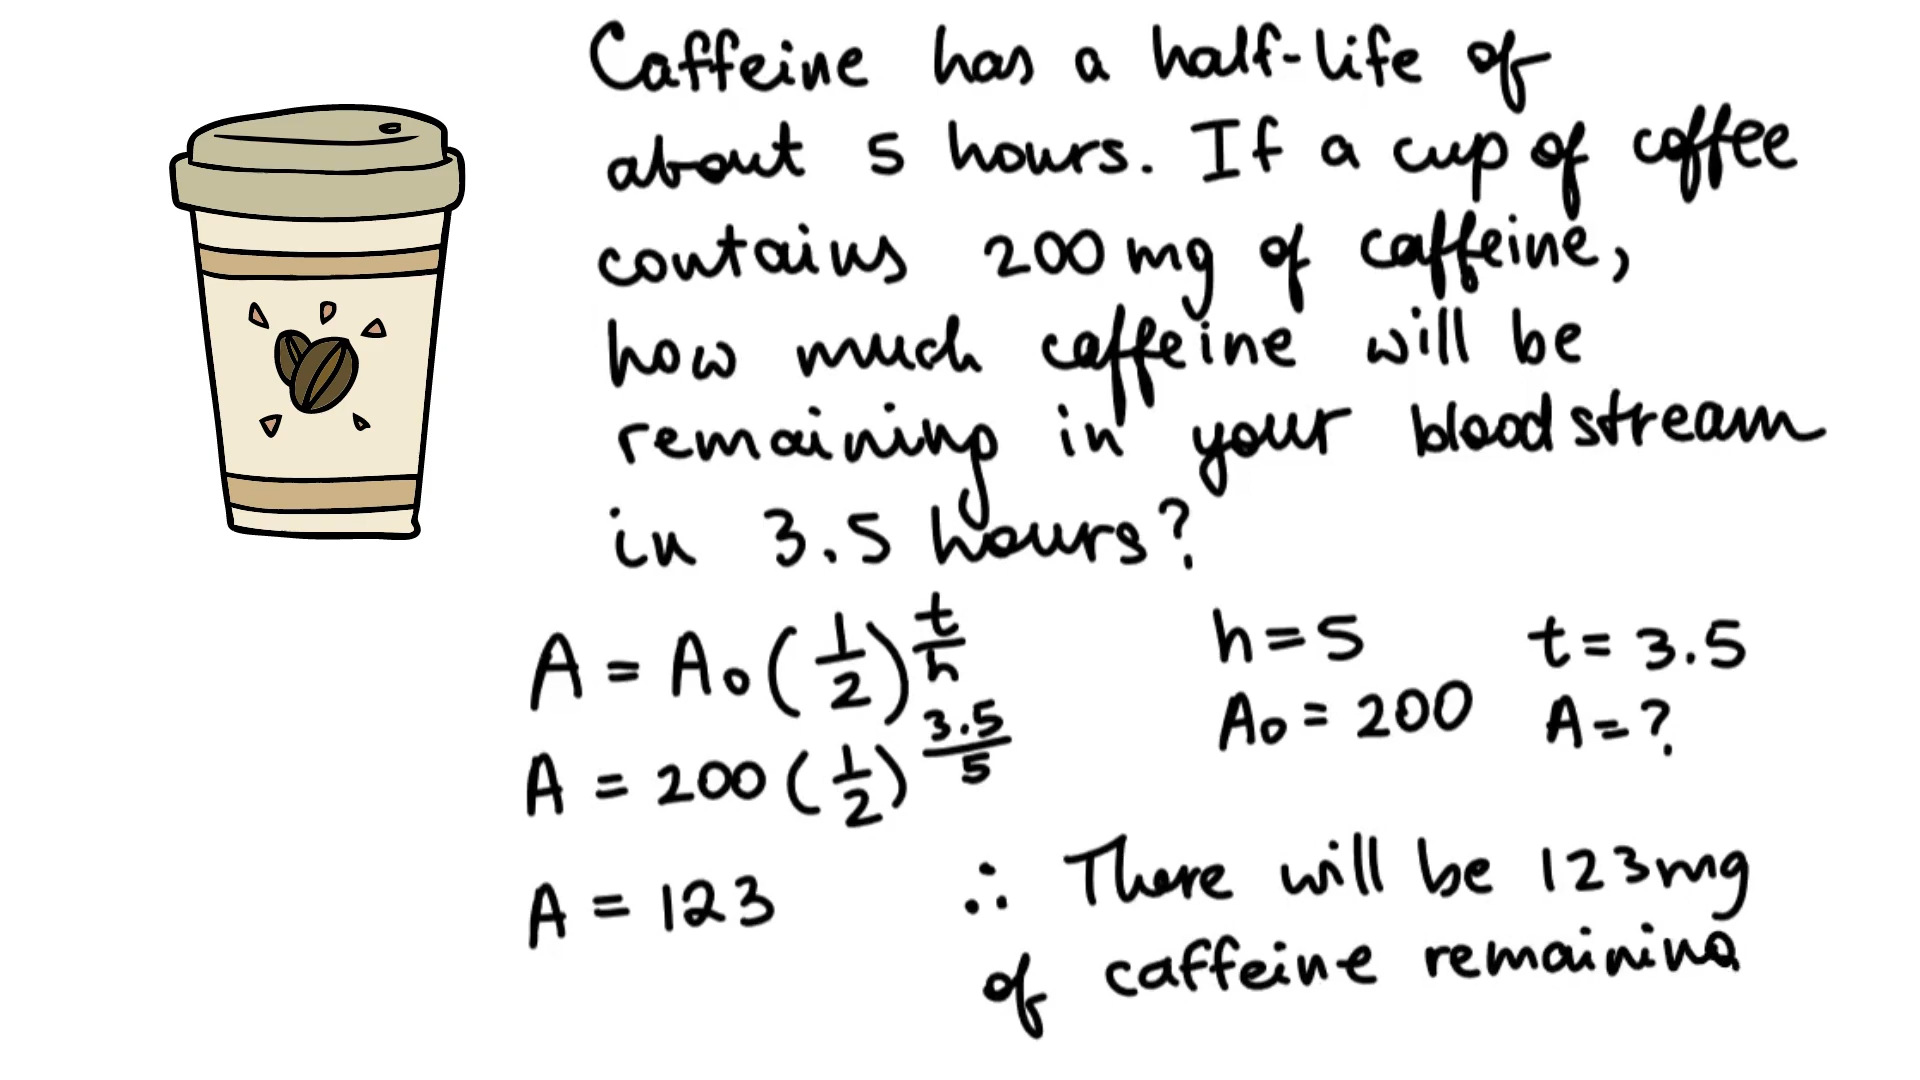 Caffeine has a half-life of
about 5 hours. If a cup of coffee
contains 200 mg of caffeine,
how much caffeine will be
remaining in your bloodstream
in 3.5 hours?
A = A₀(1/2)^(t/h)
h = 5 t = 3.5
A₀ = 200 A = ?
A = 200(1/2)^(3.5/5)
A = 123
∴ There will be 123mg
of caffeine remaining